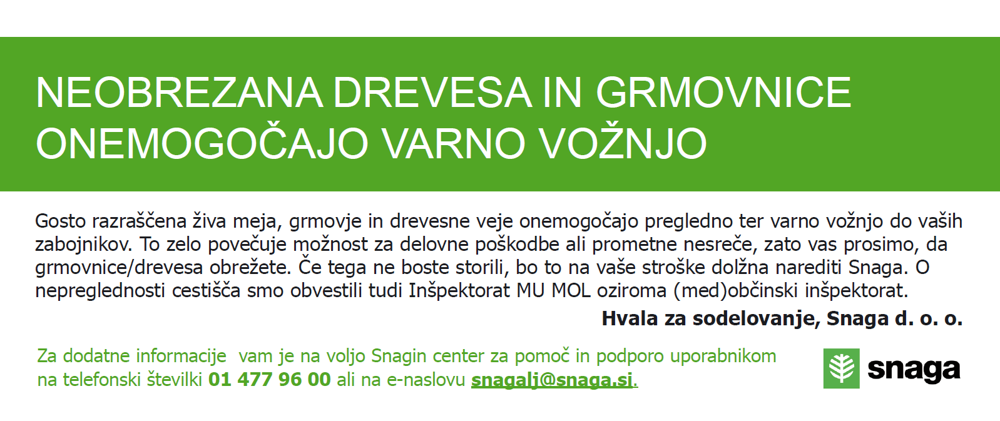 NEOBREZANA DREVESA IN GRMOVNICE
ONEMOGOČAJO VARNO VOŽNJO
Gosto razraščena živa meja, grmovje in drevesne veje onemogočajo pregledno ter varno vožnjo do vaših
zabojnikov. To zelo povečuje možnost za delovne poškodbe ali prometne nesreče, zato vas prosimo, da
grmovnice/drevesa obrežete. Če tega ne boste storili, bo to na vaše stroške dolžna narediti Snaga. O
nepreglednosti cestišča smo obvestili tudi Inšpektorat MU MOL oziroma (med)občinski inšpektorat.
Hvala za sodelovanje, Snaga d. o. o.
Za dodatne informacije  vam je na voljo Snagin center za pomoč in podporo uporabnikom
na telefonski številki 01 477 96 00 ali na e-naslovu snagalj@snaga.si.
snaga